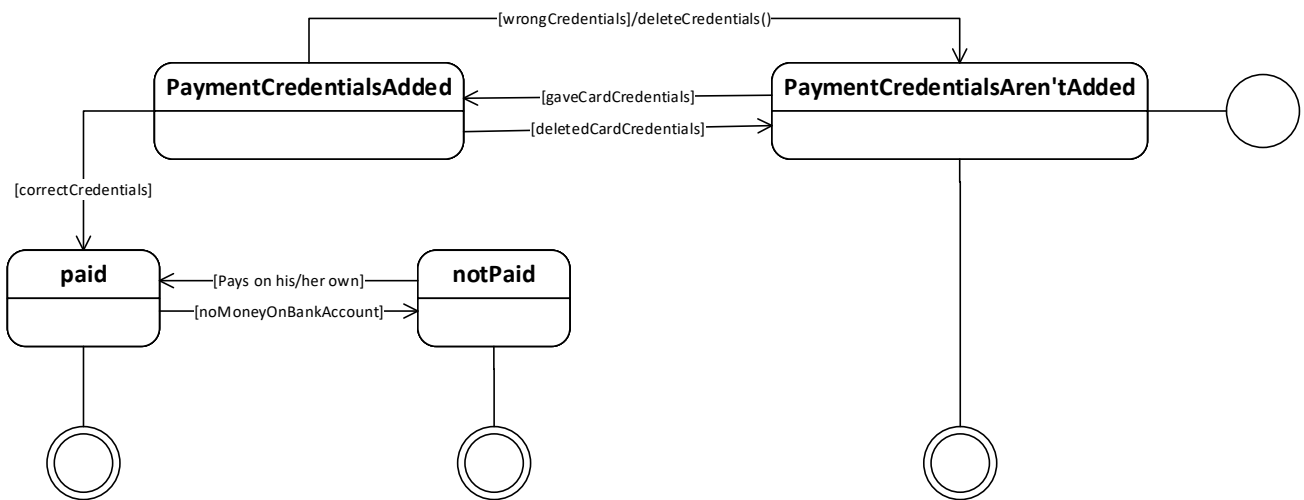 [wrongCredentials]/deleteCredentials()
PaymentCredentialsAdded
PaymentCredentialsAren'tAdded
[gaveCardCredentials]
[deletedCardCredentials]
[correctCredentials]
paid
notPaid
[Pays on his/her own]
[noMoneyOnBankAccount]